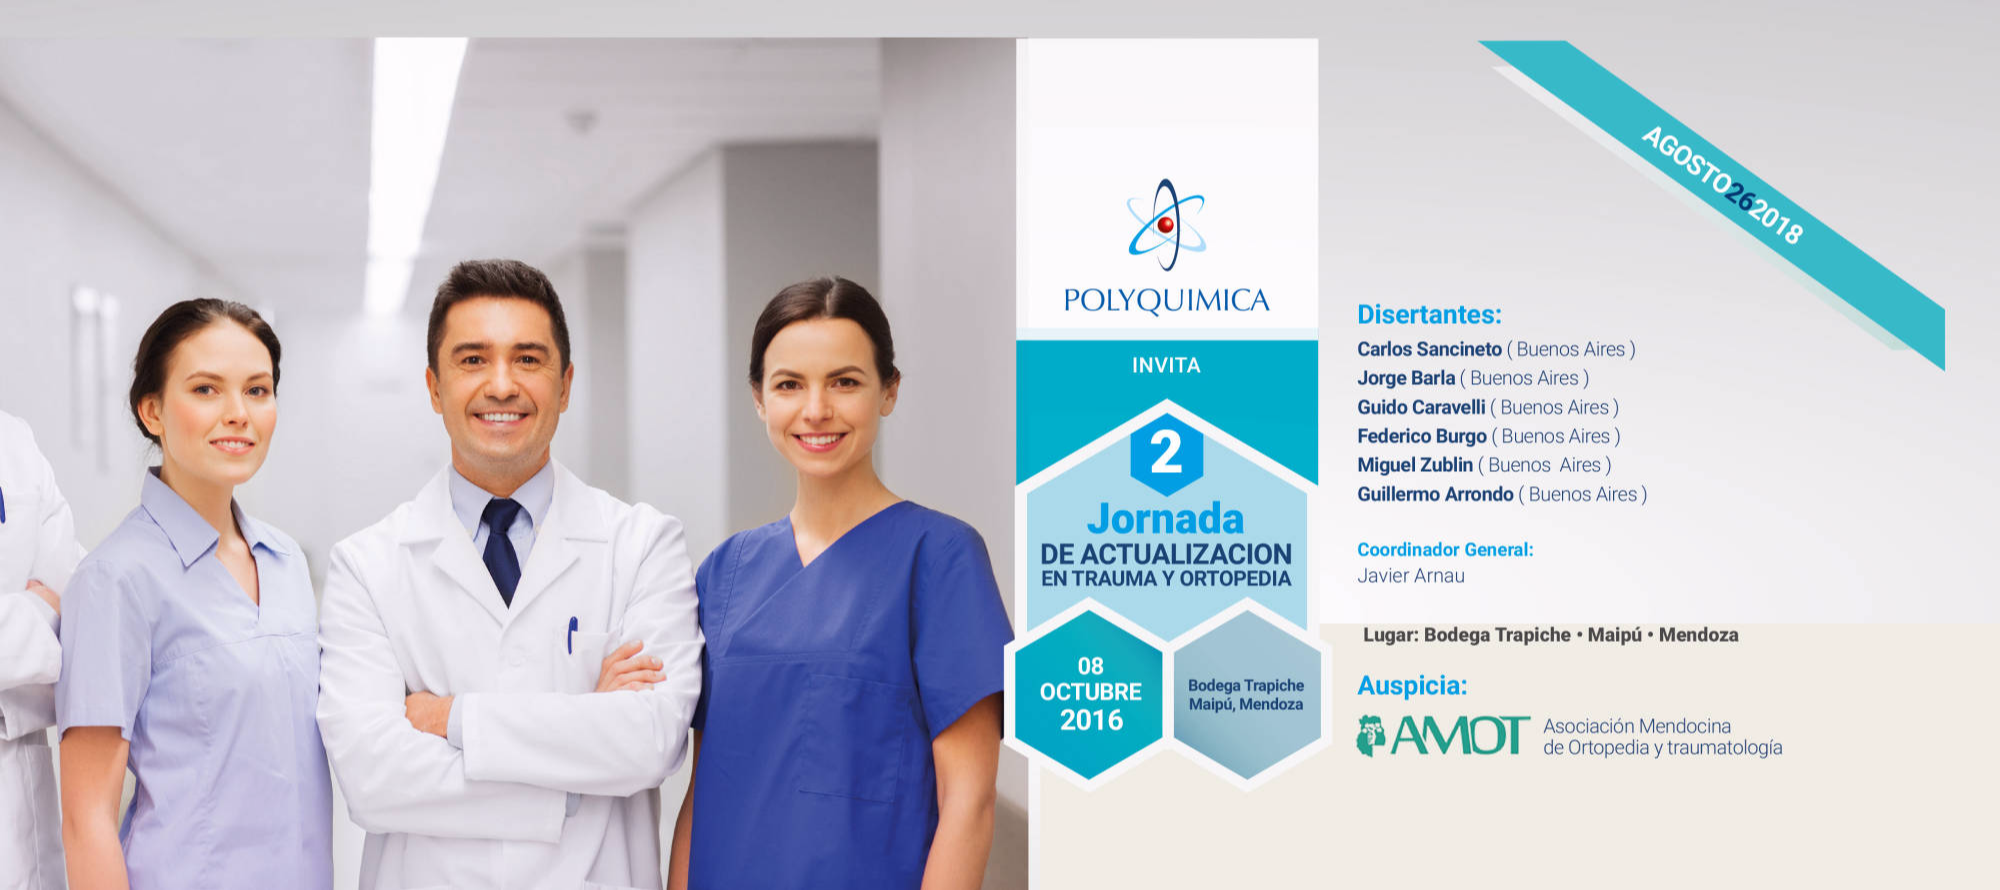 POLYQUIMICA
INVITA
2
Jornada
DE ACTUALIZACION
EN TRAUMA Y ORTOPEDIA
08
OCTUBRE
2016
Bodega Trapiche
Maipú, Mendoza
AGOSTO262018
Disertantes:
Carlos Sancineto ( Buenos Aires )
Jorge Barla ( Buenos Aires )
Guido Caravelli ( Buenos Aires )
Federico Burgo ( Buenos Aires )
Miguel Zublin ( Buenos Aires )
Guillermo Arrondo ( Buenos Aires )
Coordinador General:
Javier Arnau
Lugar: Bodega Trapiche • Maipú • Mendoza
Auspicia:
AMOT
Asociación Mendocina
de Ortopedia y traumatología